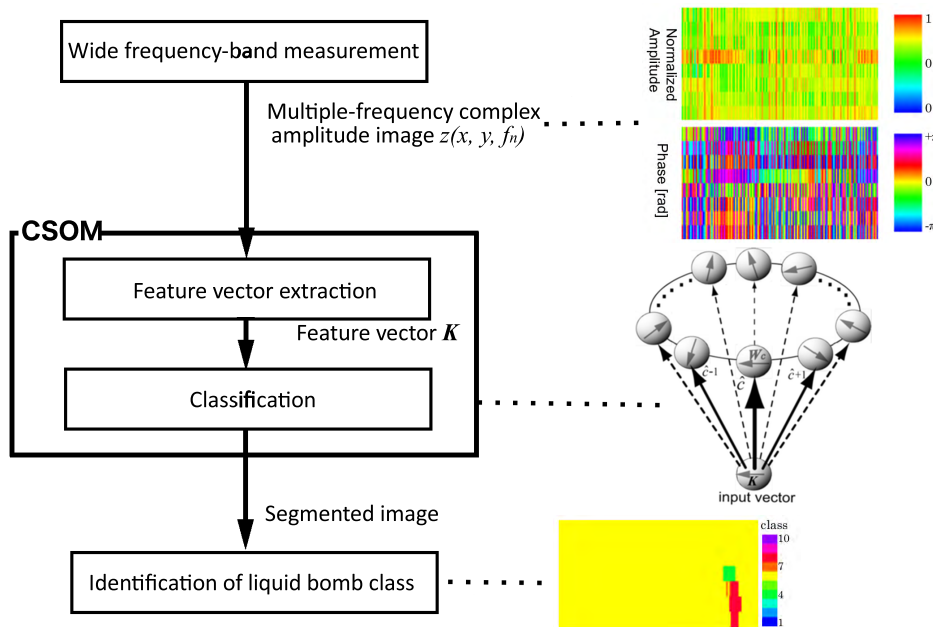 Wide frequency-band measurement
Multiple-frequency complex
amplitude image z(x, y, fn)
Normalized
Amplitude
1
0
0
Phase [rad]
0
-π
CSOM
Feature vector extraction
Feature vector K
Classification
Wc
ĉ-1
ĉ
ĉ+1
K
input vector
Segmented image
Identification of liquid bomb class
class
10
7
4
1